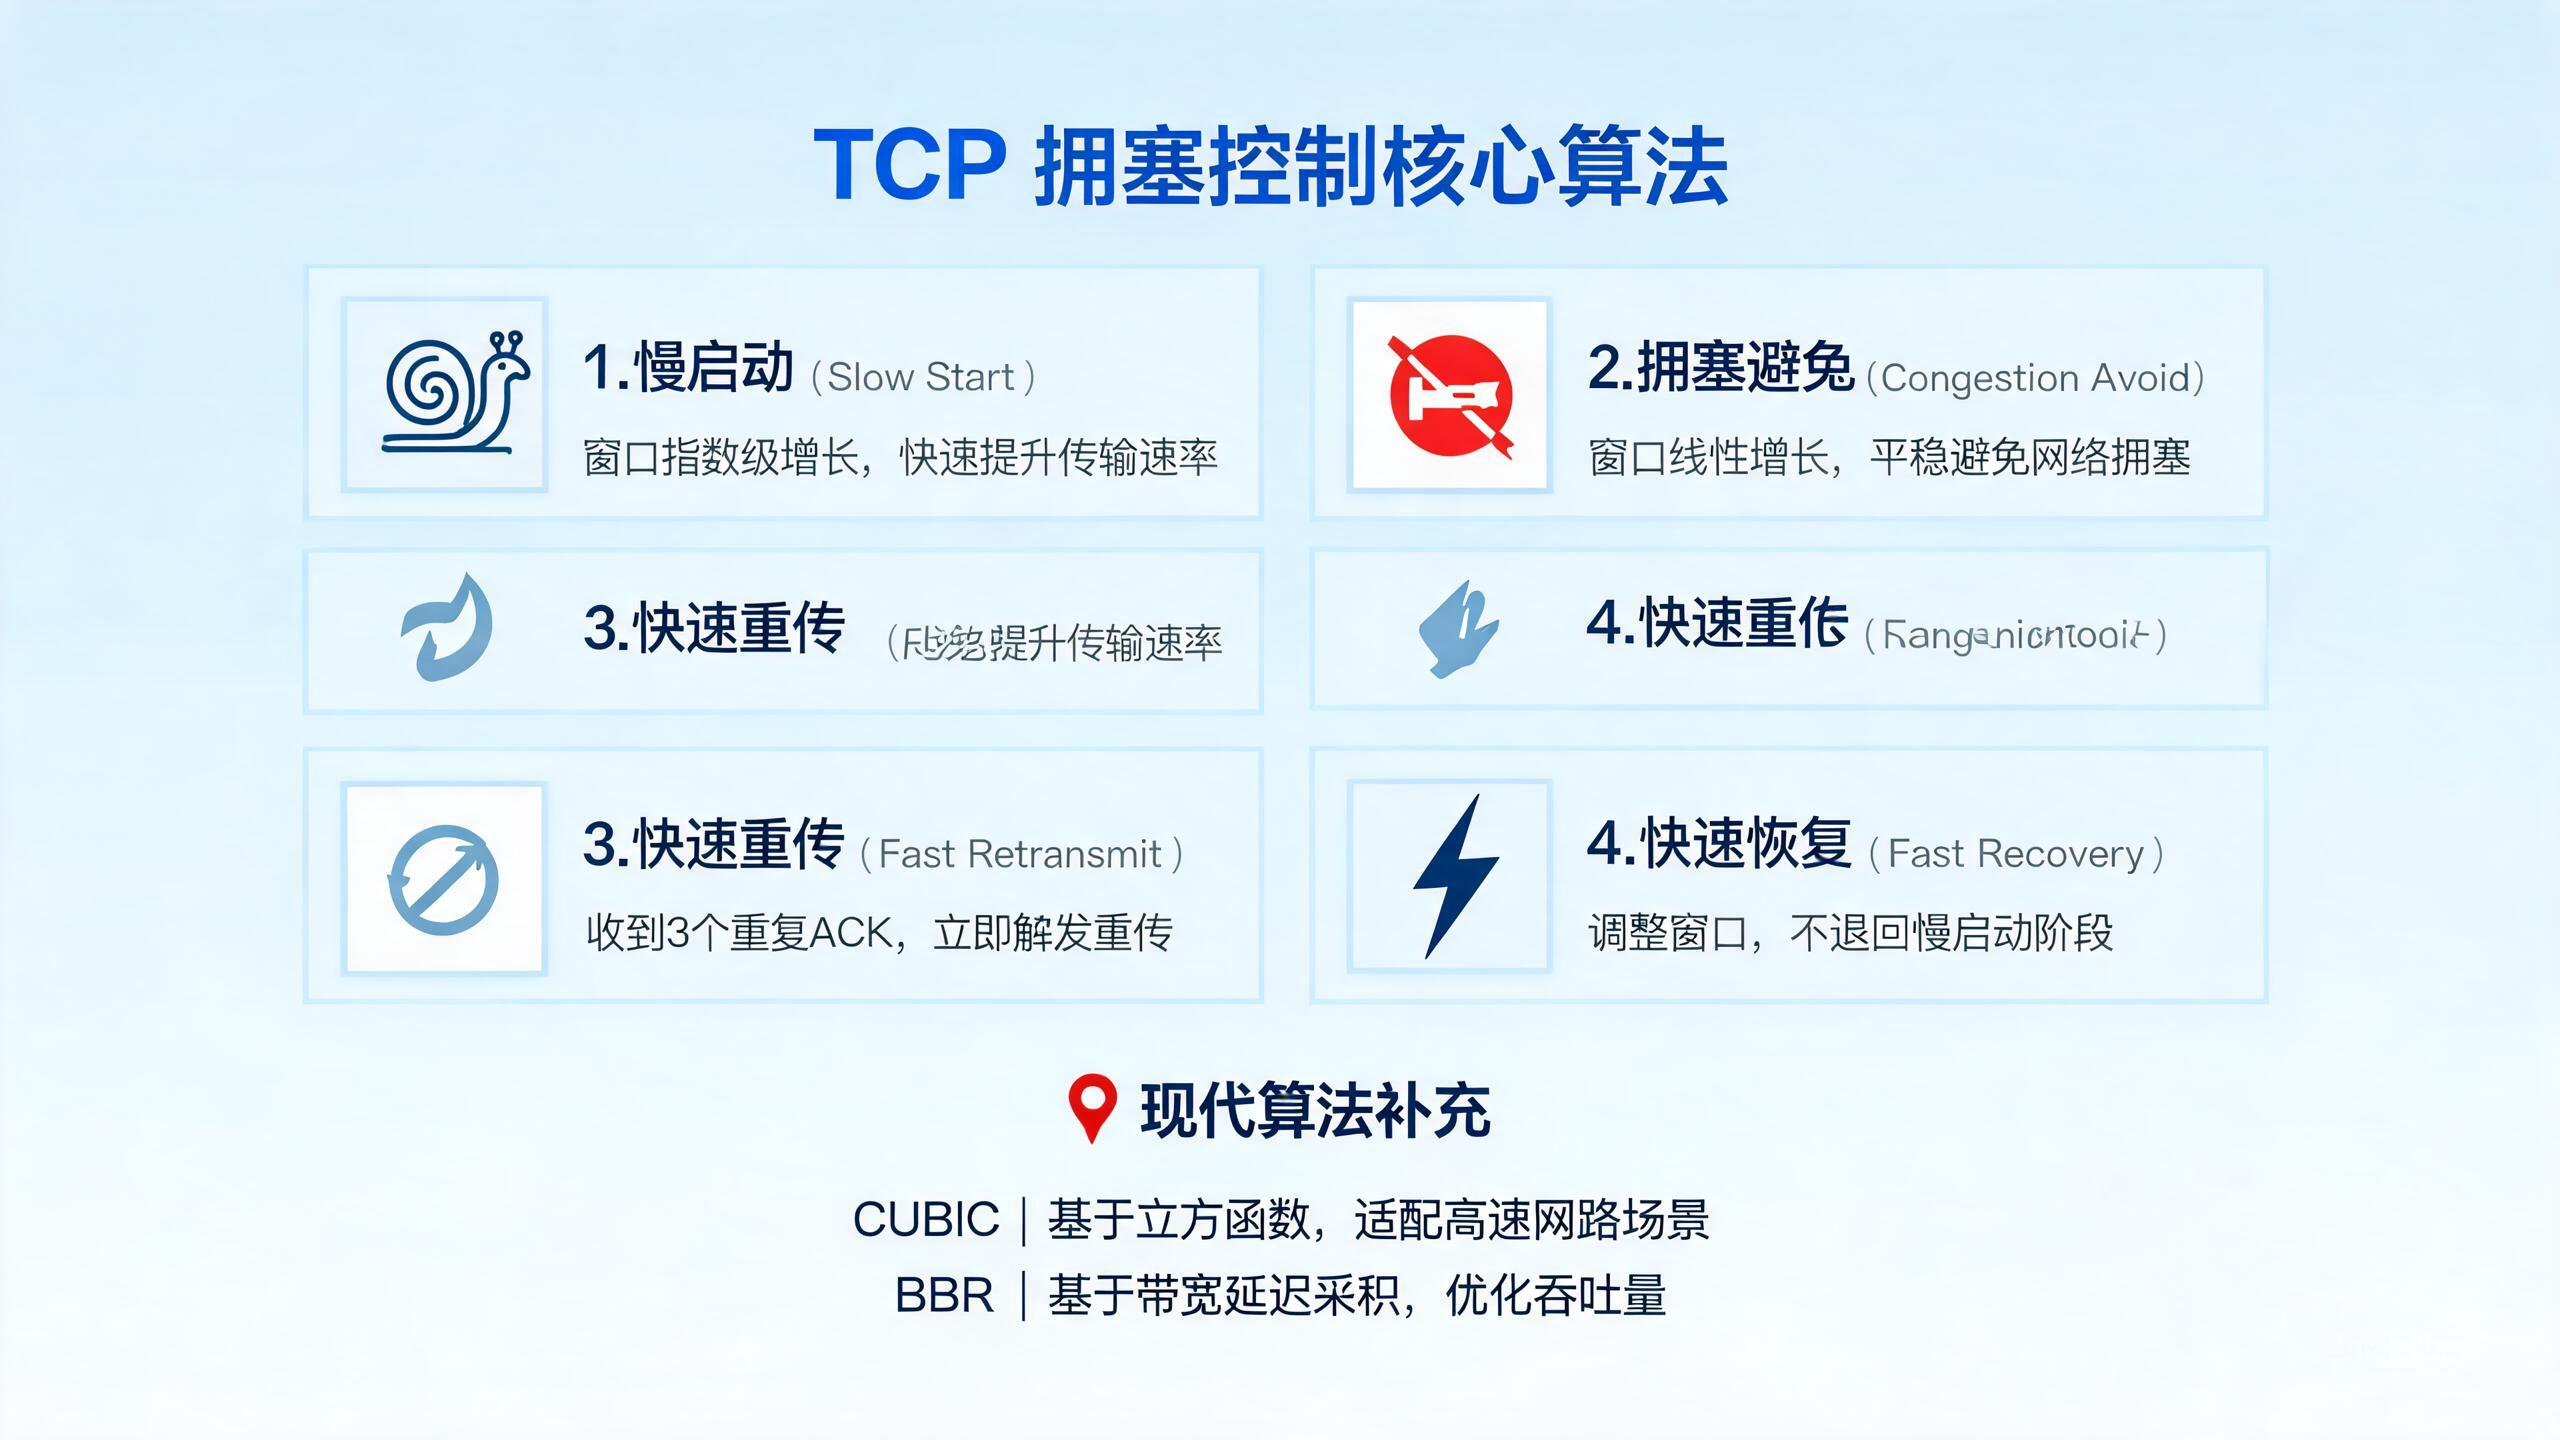 TCP 拥塞控制核心算法
1.慢启动 (Slow Start)
窗口指数级增长，快速提升传输速率
2.拥塞避免 (Congestion Avoid)
窗口线性增长，平稳避免网络拥塞
3.快速重传 提升传输速率
4.快速重传
3.快速重传 (Fast Retransmit)
收到3个重复ACK，立即解发重传
4.快速恢复 (Fast Recovery)
调整窗口，不退回慢启动阶段
现代算法补充
CUBIC | 基于立方函数，适配高速网路场景
BBR | 基于带宽延迟采积，优化吞吐量